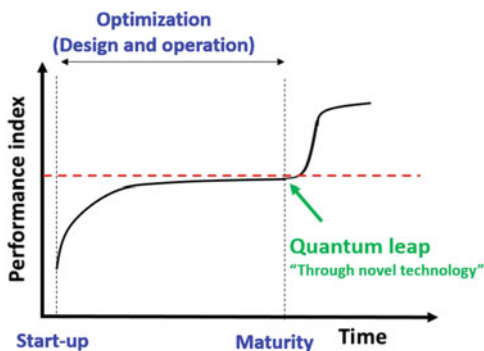 Optimization
(Design and operation)
Performance index
Quantum leap
“Through novel technology”
Start-up
Maturity
Time